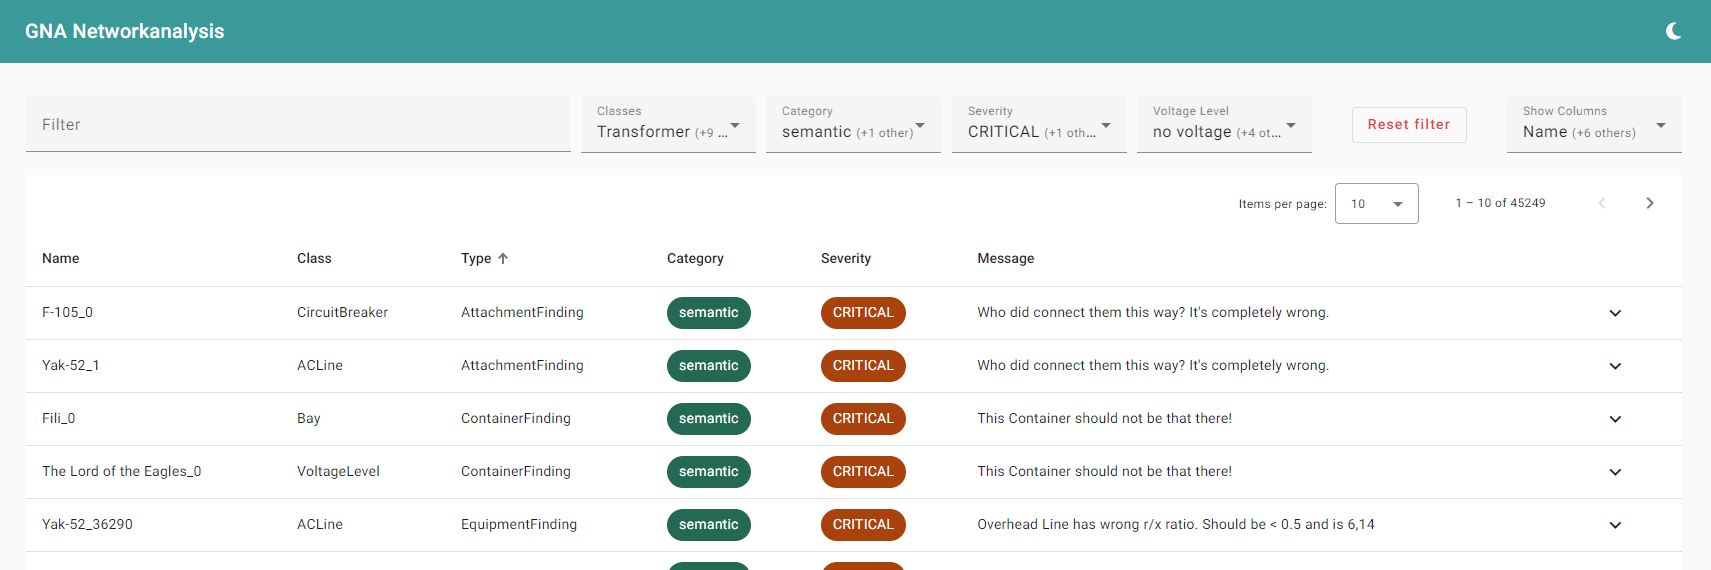 GNA Networkanalysis
Filter
Classes
Transformer (+9 ...
Category
semantic (+1 other)
Severity
CRITICAL (+1 oth...
Voltage Level
no voltage (+4 ot...
Reset filter
Show Columns
Name (+6 others)
Items per page: 10 1 – 10 of 45249
Name Class Type Category Severity Message
F-105_0 CircuitBreaker AttachmentFinding semantic CRITICAL Who did connect them this way? It's completely wrong.
Yak-52_1 ACLine AttachmentFinding semantic CRITICAL Who did connect them this way? It's completely wrong.
Fili_0 Bay ContainerFinding semantic CRITICAL This Container should not be that there!
The Lord of the Eagles_0 VoltageLevel ContainerFinding semantic CRITICAL This Container should not be that there!
Yak-52_36290 ACLine EquipmentFinding semantic CRITICAL Overhead Line has wrong r/x ratio. Should be < 0.5 and is 6,14